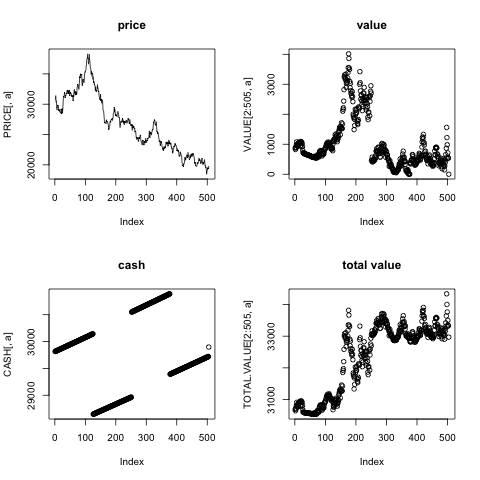 price
PRICE[, a]
20000
30000
0
100
200
300
400
500
Index
value
VALUE[2:505, a]
0
1000
3000
0
100
200
300
400
500
Index
cash
CASH[, a]
29000
30000
0
100
200
300
400
500
Index
total value
TOTAL.VALUE[2:505, a]
31000
33000
0
100
200
300
400
500
Index